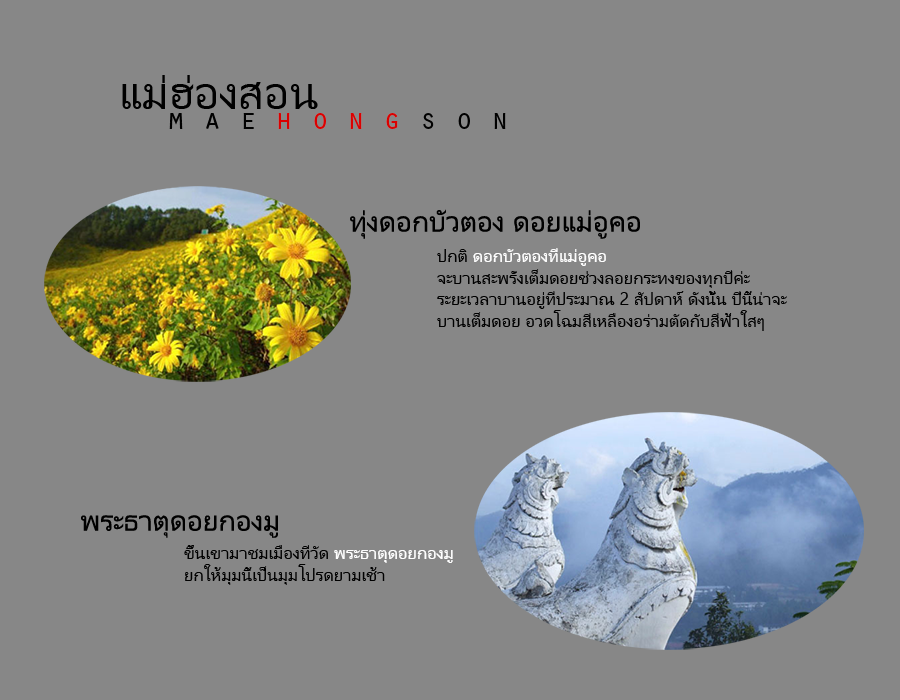 แม่ฮ่องสอน
MAEHONGSON
ทุ่งดอกบัวตอง ดอยแม่อูคอ
ปกติ ดอกบัวตองที่แม่อูคอ
จะบานสะพรั่งเต็มดอยช่วงลอยกระทงของทุกปีค่ะ
ระยะเวลาบานอยู่ที่ประมาณ 2 สัปดาห์ ดังนั้น ปีนี้น่าจะ
บานเต็มดอย อวดโฉมสีเหลืองอร่ามตัดกับสีฟ้าใสๆ
พระธาตุดอยกองมู
ขึ้นเขามาชมเมืองที่วัด พระธาตุดอยกองมู
ยกให้มุมนี้เป็นมุมโปรดยามเช้า